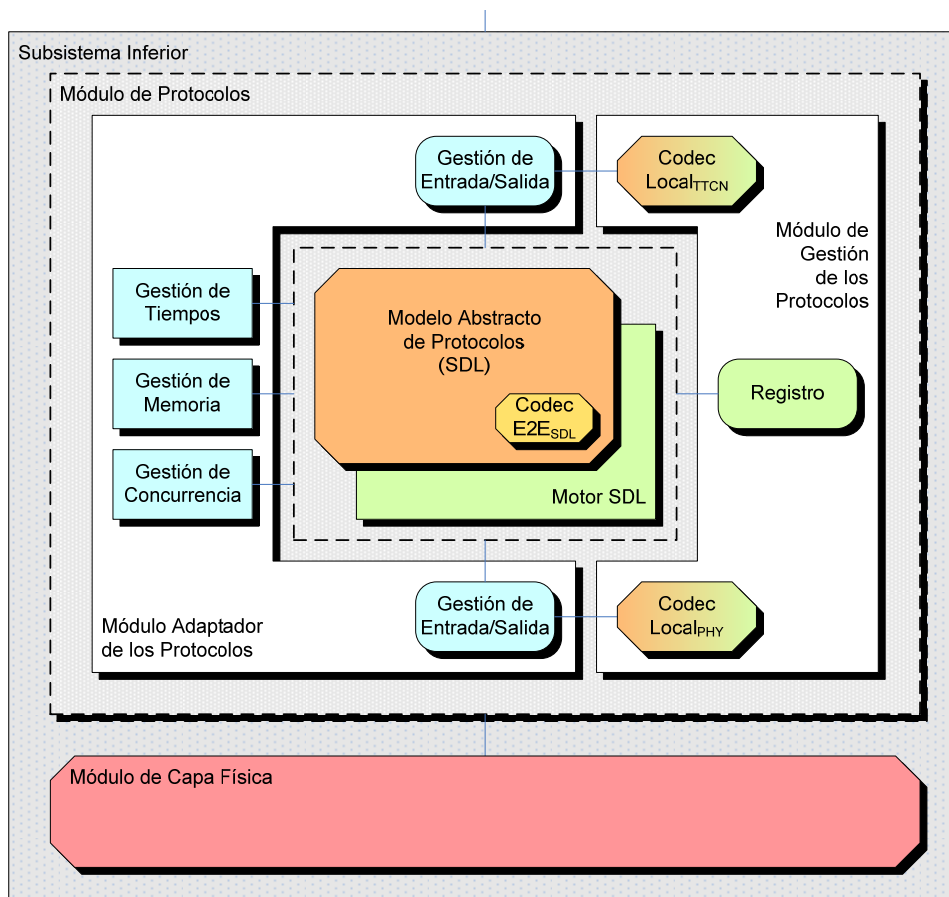 Subsistema Inferior
Módulo de Protocolos
Gestión de
Entrada/Salida
Codec
LocalTTCN
Módulo de
Gestión
de los
Protocolos
Gestión de
Tiempos
Modelo Abstracto
de Protocolos
(SDL)
Gestión de
Memoria
Registro
Codec
E2ESDL
Gestión de
Concurrencia
Motor SDL
Gestión de
Entrada/Salida
Codec
LocalPHY
Módulo Adaptador
de los Protocolos
Módulo de Capa Física